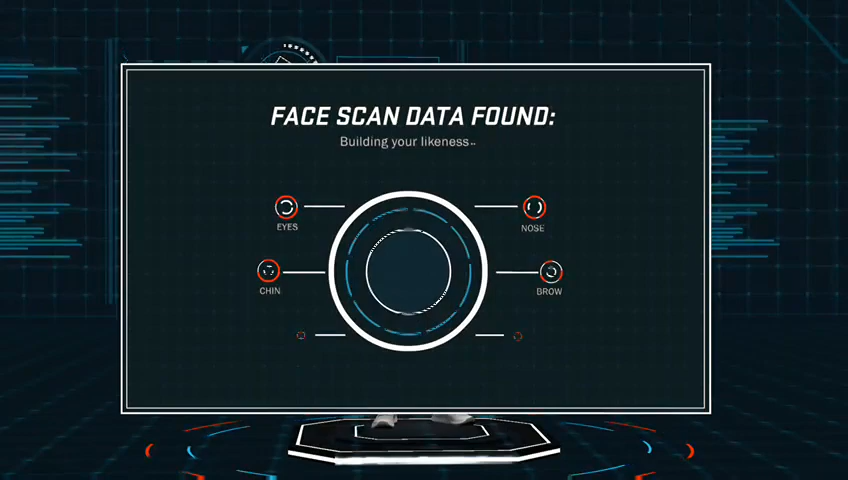 FACE SCAN DATA FOUND:
Building your likeness..
EYES
NOSE
CHIN
BROW